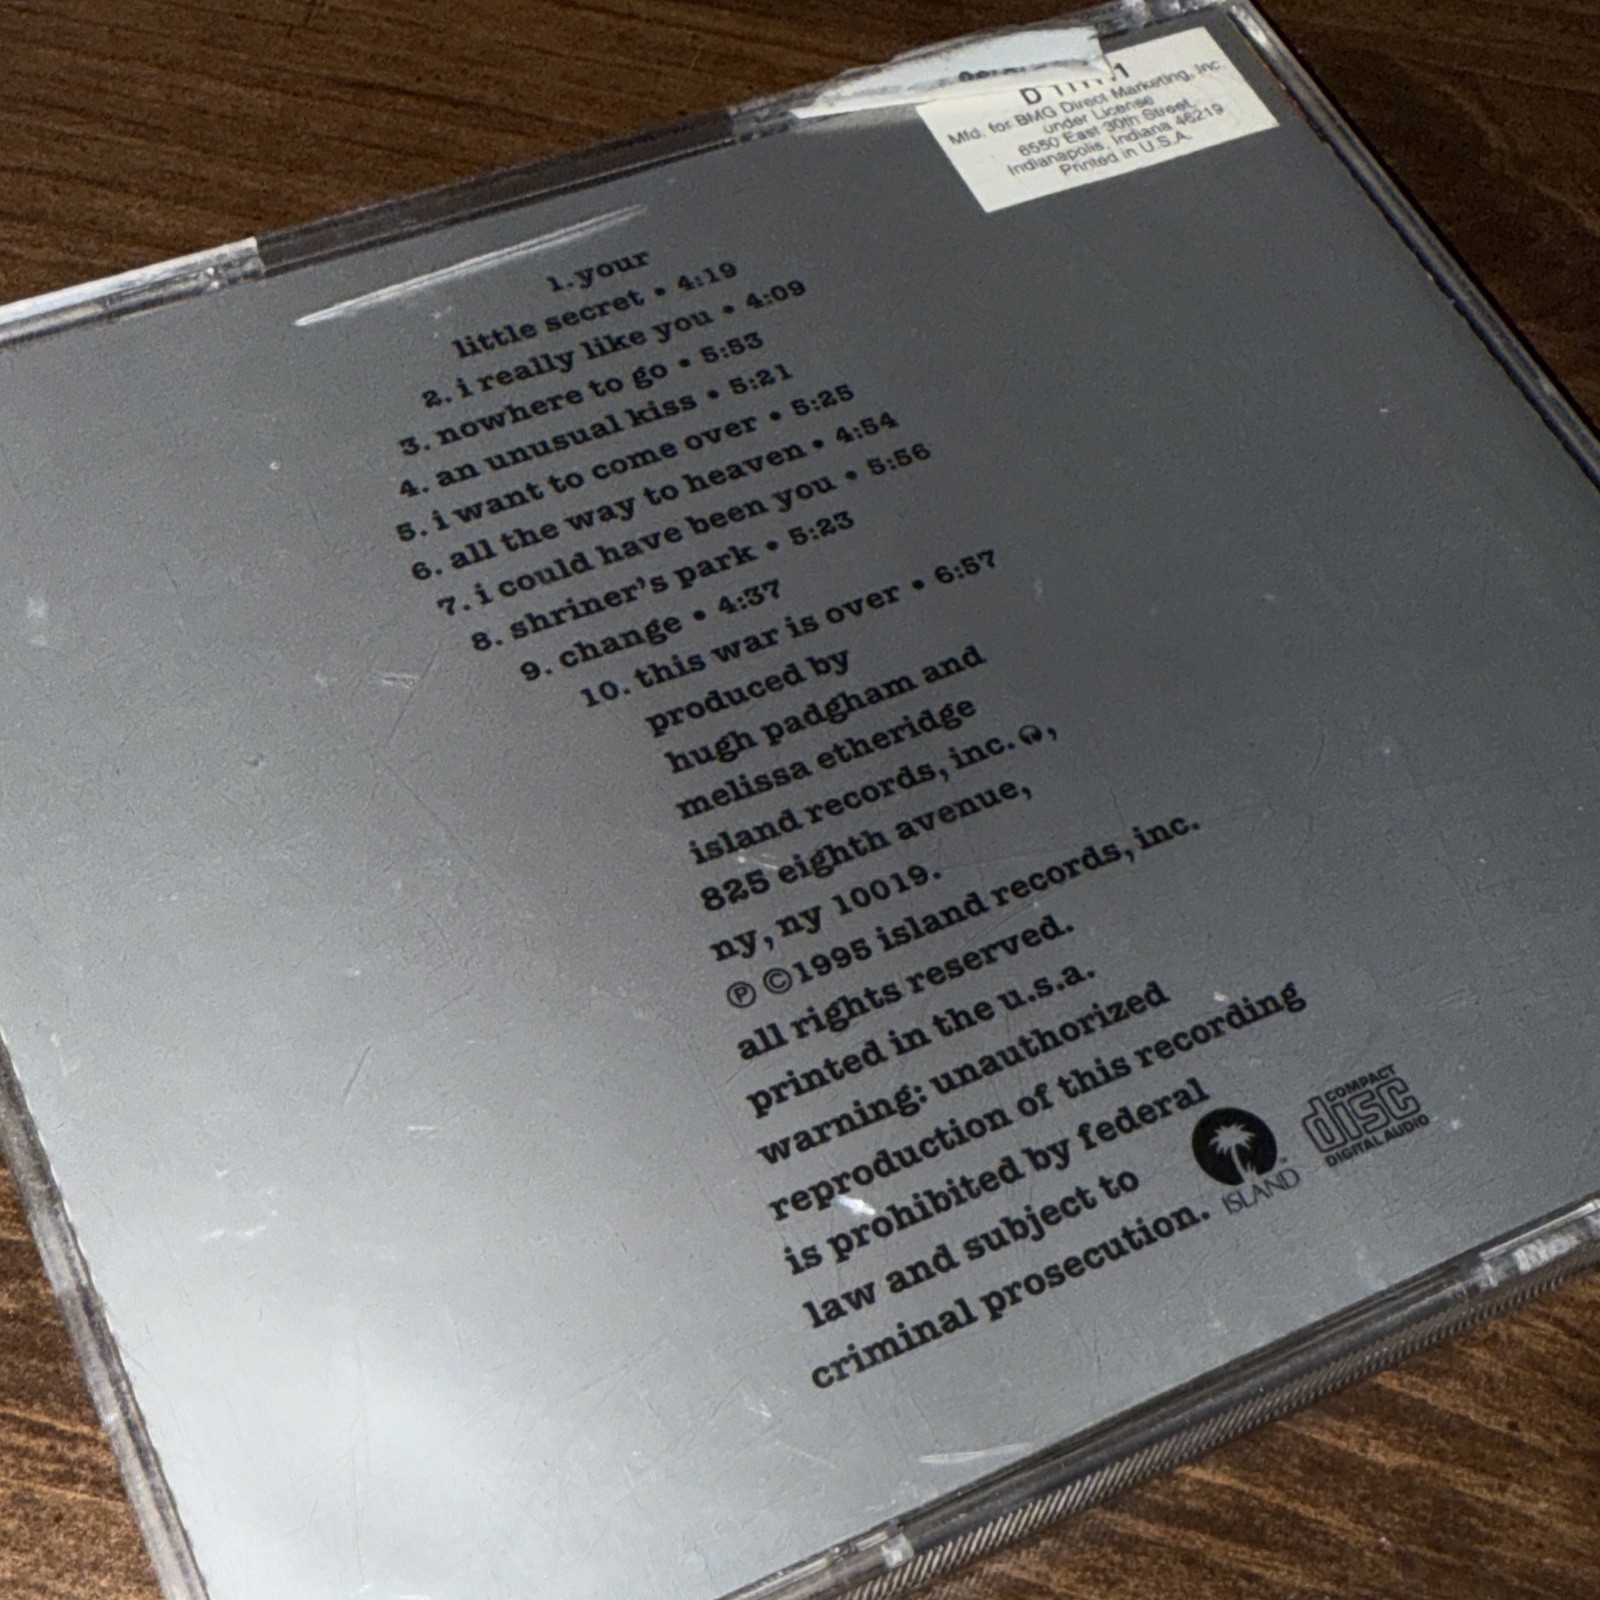 Mfd. for BMG Direct Marketing, Inc.
under License
6550 East 30th Street,
Indianapolis, Indiana 46219
Printed in U.S.A.
1. your
little secret • 4:19
2. i really like you • 4:09
3. nowhere to go • 5:53
4. an unusual kiss • 5:21
5. i want to come over • 5:25
6. all the way to heaven • 4:54
7. i could have been you • 5:56
8. shriner's park • 5:23
9. change • 4:37
10. this war is over • 6:57
produced by
hugh padgham and
melissa etheridge
island records, inc. ,
825 eighth avenue,
ny, ny 10019.
℗ ©1995 island records, inc.
all rights reserved.
printed in the u.s.a.
warning: unauthorized
reproduction of this recording
is prohibited by federal
law and subject to
criminal prosecution.
ISLAND™
COMPACT
disc
DIGITAL AUDIO